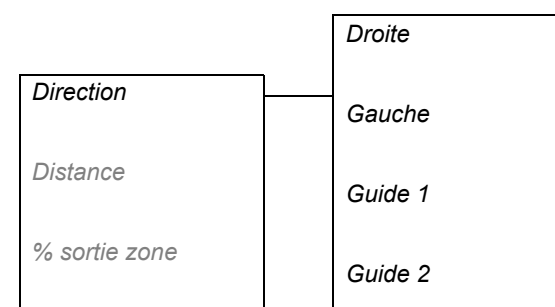 Direction
Distance
% sortie zone
Droite
Gauche
Guide 1
Guide 2